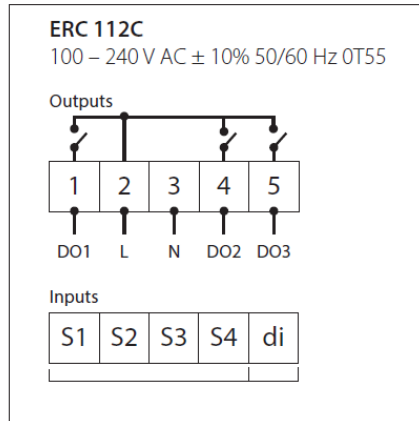 ERC 112C
100 – 240 V AC ± 10% 50/60 Hz 0T55
Outputs
1 2 3 4 5
DO1 L N DO2 DO3
Inputs
S1 S2 S3 S4 di